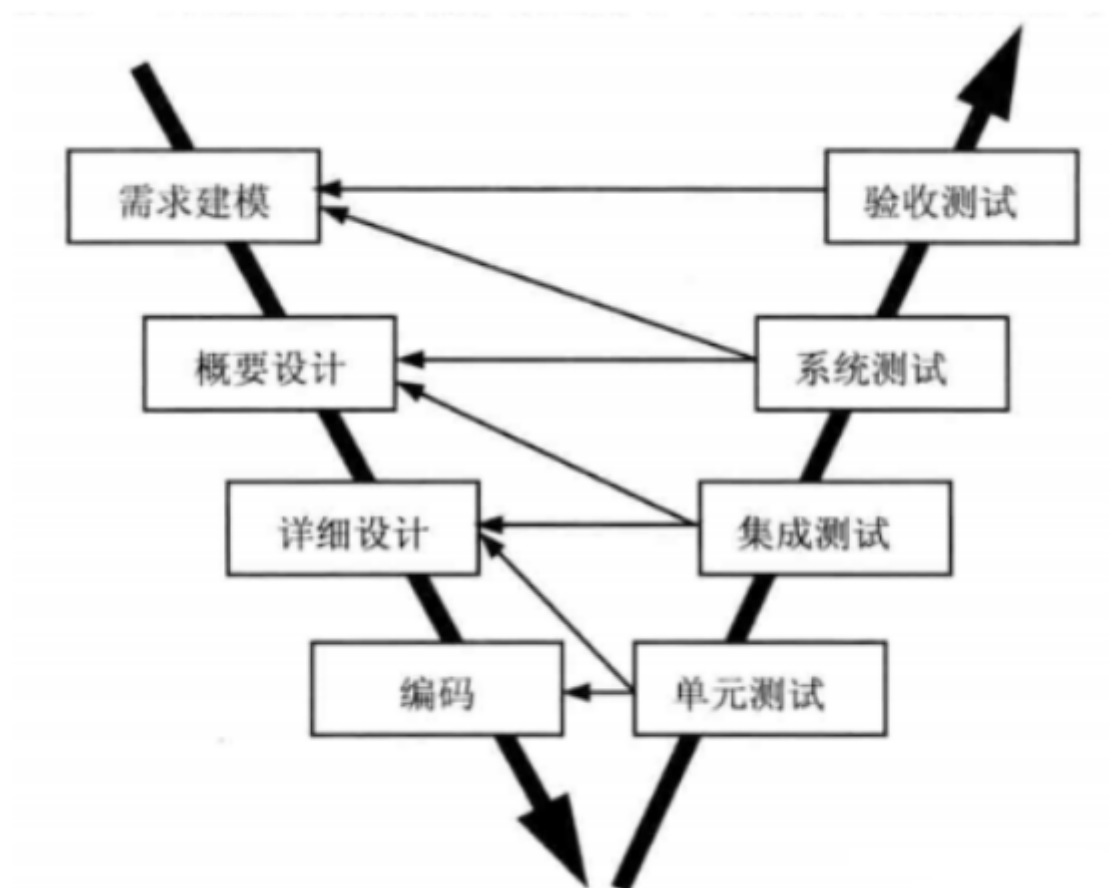 需求建模
验收测试
概要设计
系统测试
详细设计
集成测试
编码
单元测试